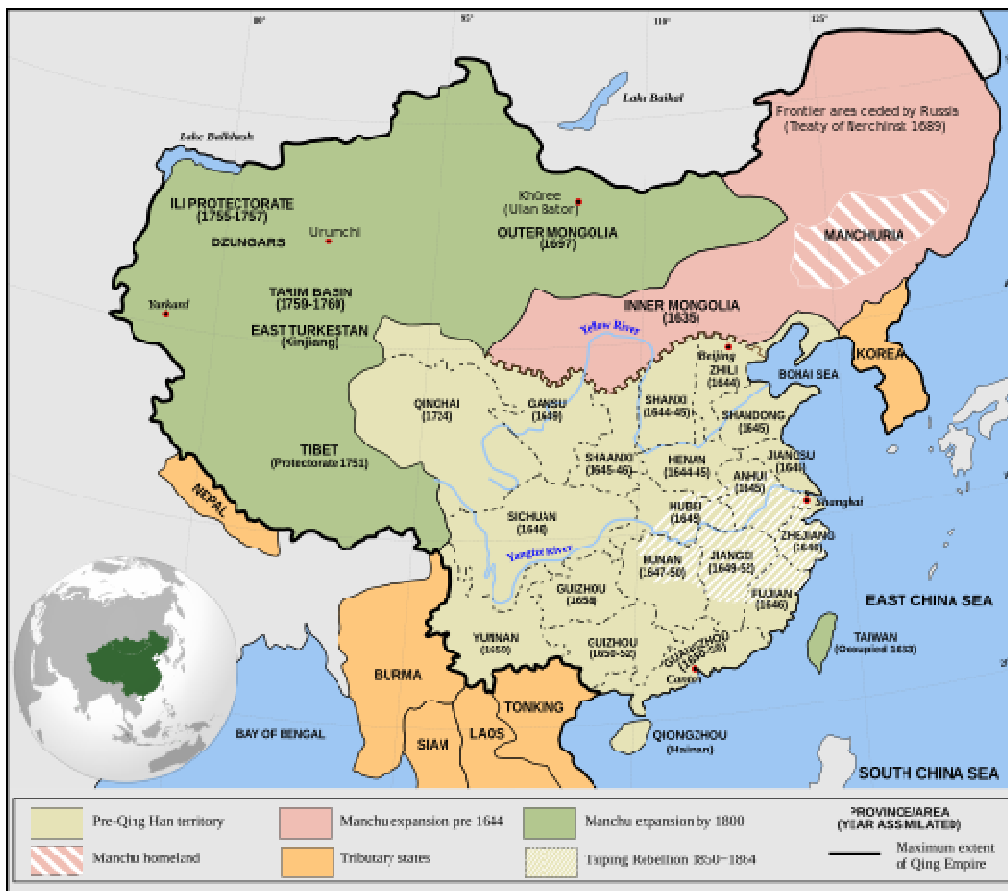 80°
95°
110°
125°
Lake Baikal
Frontier area ceded by Russia
(Treaty of Nerchinsk 1689)
Lake Balkhash
ILI PROTECTORATE
(1755-1757)
DZUNGARS
Urunchi
Khüree
(Ulan Bator)
OUTER MONGOLIA
(1697)
MANCHURIA
Yarkand
TARIM BASIN
(1759-1760)
EAST TURKESTAN
(Xinjiang)
INNER MONGOLIA
(1635)
Yellow River
Beijing
ZHILI
(1644)
BOHAI SEA
KOREA
QINGHAI
(1724)
GANSU
(1649)
SHANXI
(1644-45)
SHANDONG
(1645)
TIBET
(Protectorate 1751)
SHAANXI
(1645-46)
HENAN
(1644-45)
JIANGSU
(1645)
ANHUI
(1645)
NEPAL
SICHUAN
(1646)
HUBEI
(1645)
Shanghai
ZHEJIANG
Yangtze River
HUNAN
(1647-50)
JIANGXI
(1649-52)
GUIZHOU
(1658)
FUJIAN
(1646)
EAST CHINA SEA
YUNNAN
(1659)
GUIZHOU
(1650-52)
GUANGZHOU
Canton
TAIWAN
(Occupied 1683)
BURMA
TONKING
BAY OF BENGAL
SIAM
LAOS
QIONGZHOU
(Hainan)
SOUTH CHINA SEA
Pre-Qing Han territory
Manchu expansion pre 1644
Manchu expansion by 1800
PROVINCE/AREA
(YEAR ASSIMILATED)
Manchu homeland
Tributary states
Taiping Rebellion 1850-1864
Maximum extent
of Qing Empire